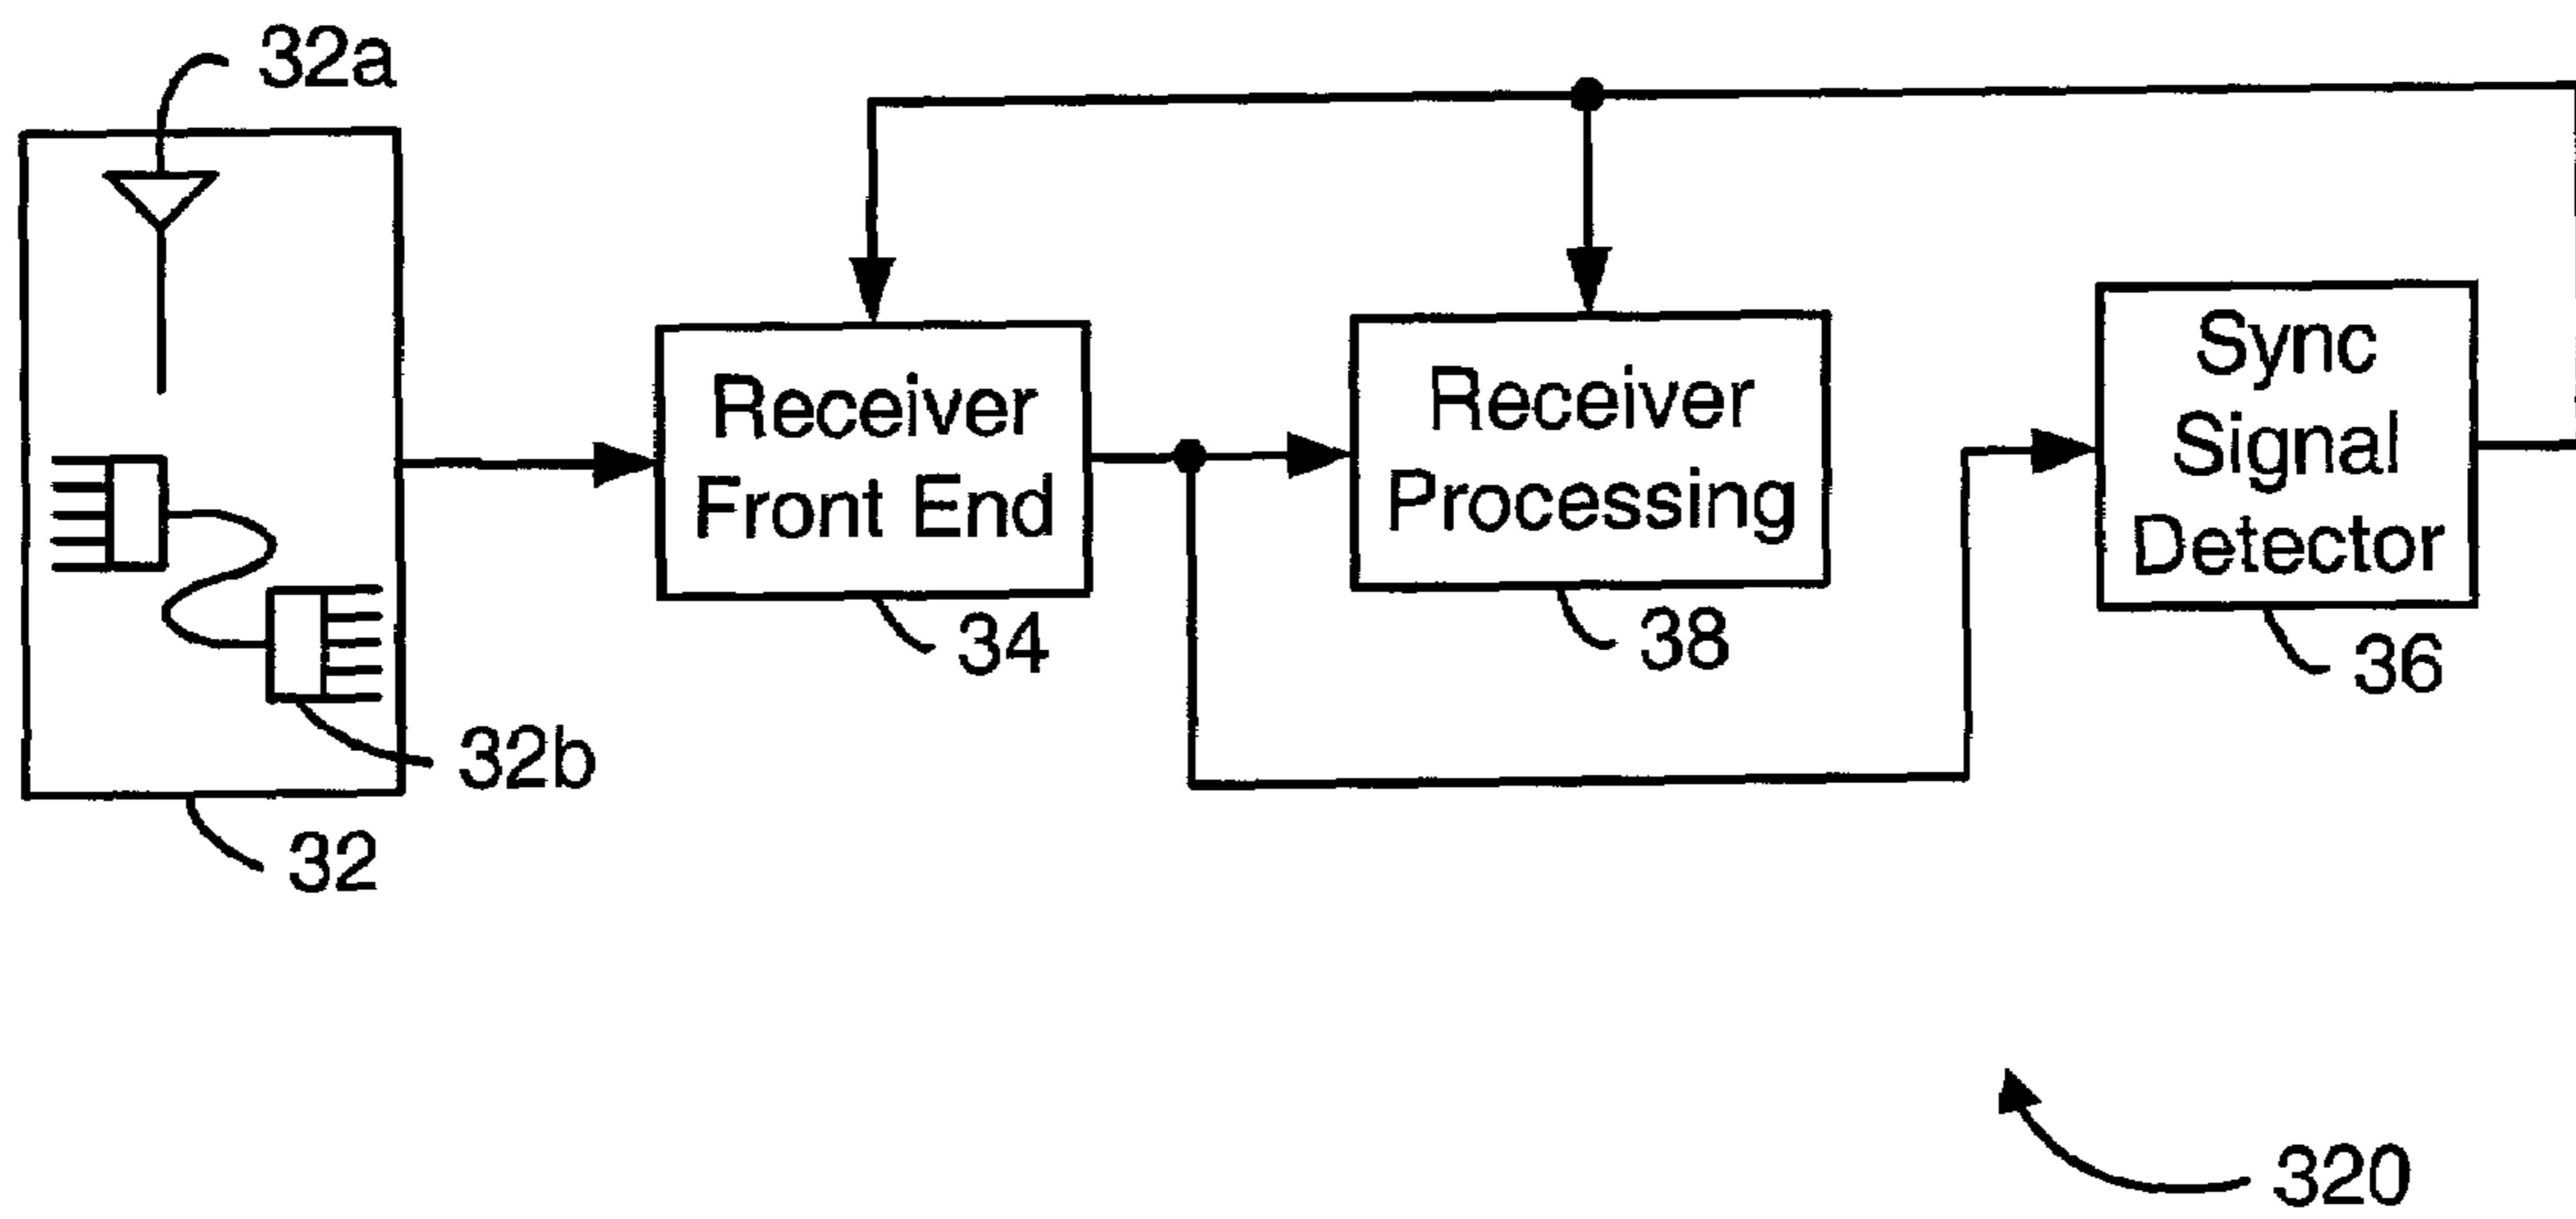 32a
Receiver
Front End
34
Receiver
Processing
38
Sync
Signal
Detector
36
32b
32
320